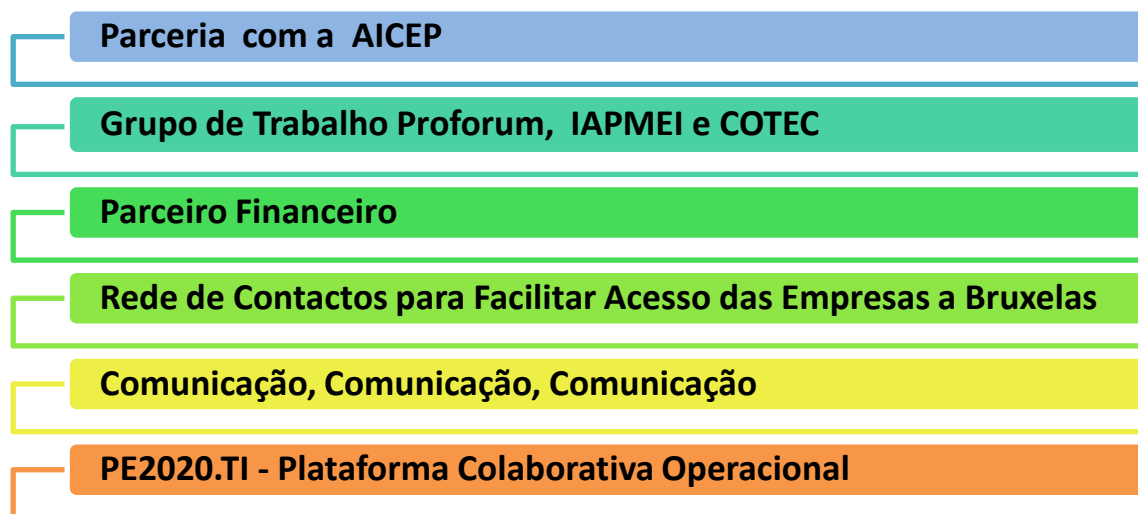 Parceria com a AICEP
Grupo de Trabalho Proforum, IAPMEI e COTEC
Parceiro Financeiro
Rede de Contactos para Facilitar Acesso das Empresas a Bruxelas
Comunicação, Comunicação, Comunicação
PE2020.TI - Plataforma Colaborativa Operacional